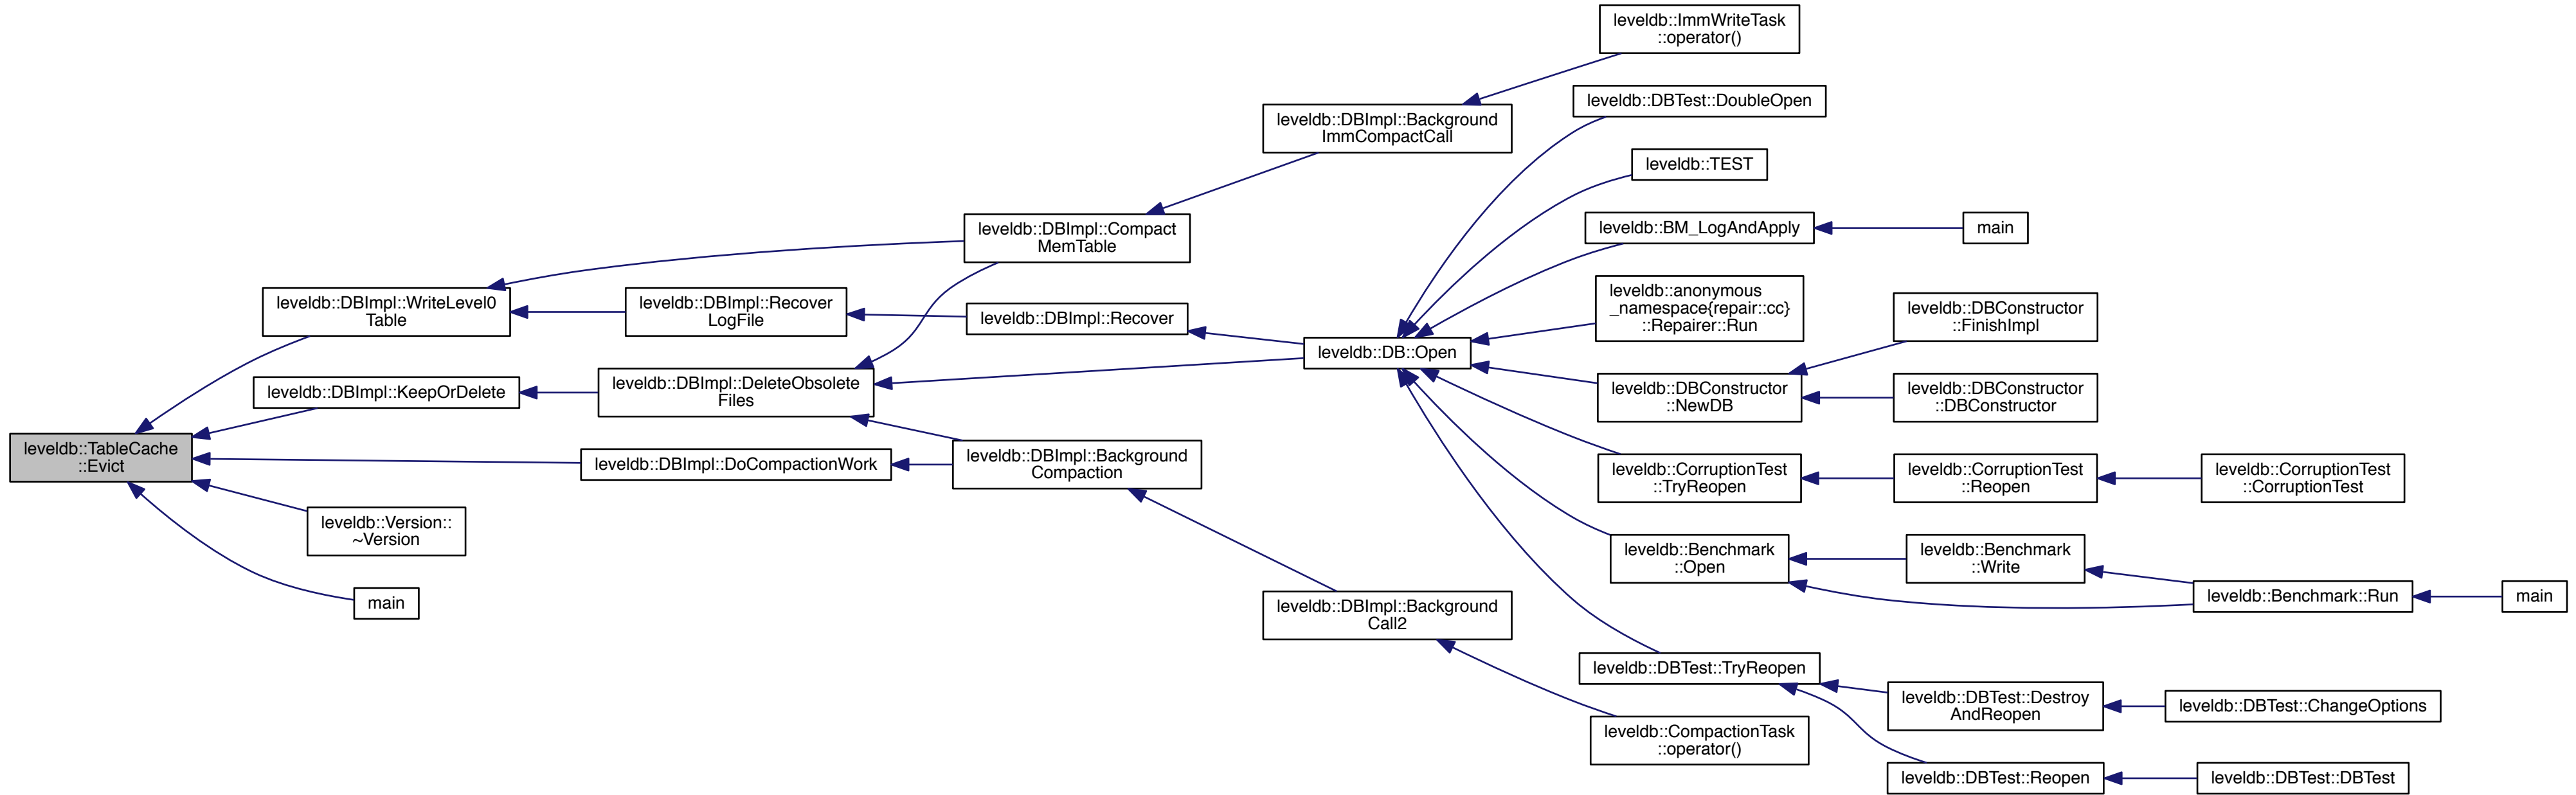 leveldb::ImmWriteTask
::operator()
leveldb::DBTest::DoubleOpen
leveldb::DBImpl::Background
ImmCompactCall
leveldb::TEST
leveldb::DBImpl::Compact
MemTable
leveldb::BM_LogAndApply
main
leveldb::DBImpl::WriteLevel0
Table
leveldb::DBImpl::Recover
LogFile
leveldb::DBImpl::Recover
leveldb::anonymous
_namespace{repair::cc}
::Repairer::Run
leveldb::DBConstructor
::FinishImpl
leveldb::DB::Open
leveldb::DBImpl::KeepOrDelete
leveldb::DBImpl::DeleteObsolete
Files
leveldb::DBConstructor
::NewDB
leveldb::DBConstructor
::DBConstructor
leveldb::TableCache
::Evict
leveldb::DBImpl::DoCompactionWork
leveldb::DBImpl::Background
Compaction
leveldb::CorruptionTest
::TryReopen
leveldb::CorruptionTest
::Reopen
leveldb::CorruptionTest
::CorruptionTest
leveldb::Version::
~Version
leveldb::Benchmark
::Open
leveldb::Benchmark
::Write
main
leveldb::DBImpl::Background
Call2
leveldb::Benchmark::Run
main
leveldb::DBTest::TryReopen
leveldb::DBTest::Destroy
AndReopen
leveldb::DBTest::ChangeOptions
leveldb::CompactionTask
::operator()
leveldb::DBTest::Reopen
leveldb::DBTest::DBTest